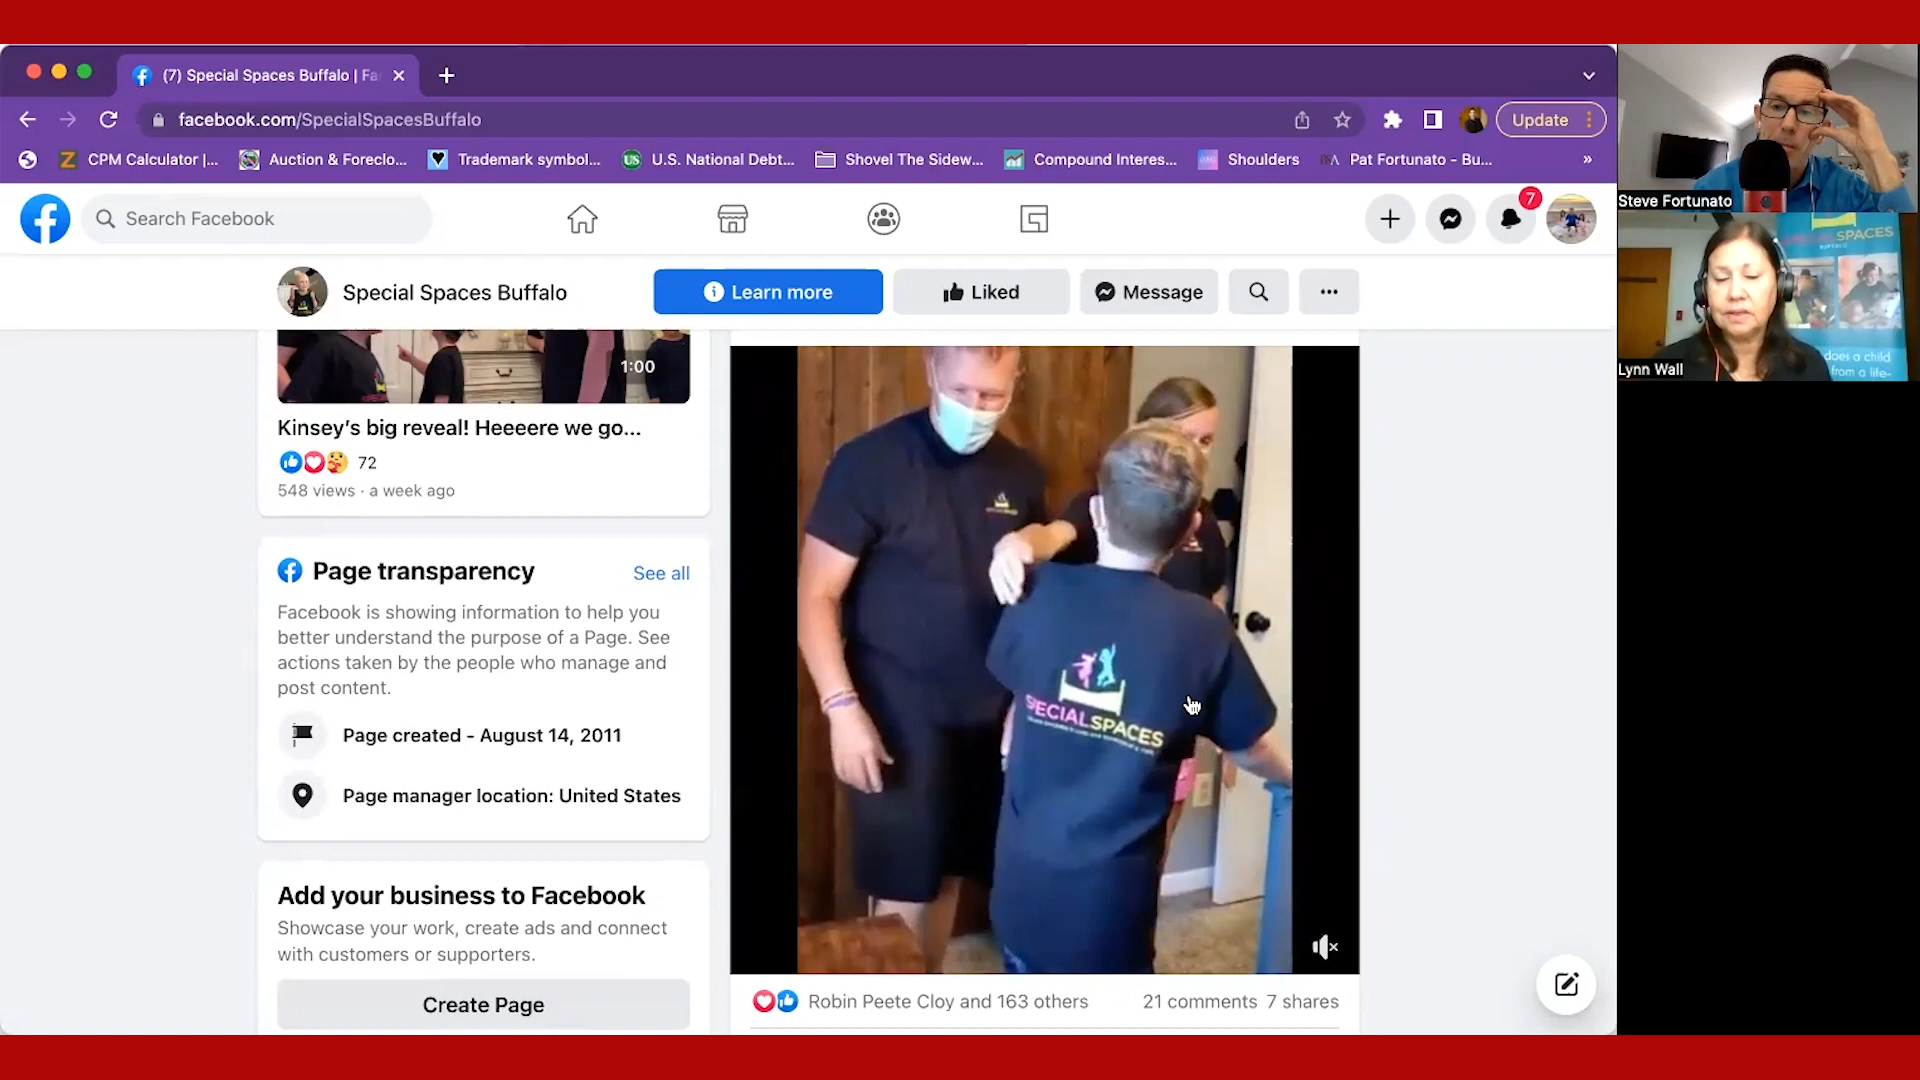 (7) Special Spaces Buffalo | Fa
facebook.com/SpecialSpacesBuffalo
Update
CPM Calculator |...
Auction & Foreclo...
Trademark symbol...
US
U.S. National Debt...
Shovel The Sidew...
Compound Interes...
Shoulders
Pat Fortunato - Bu...
»
Search Facebook
7
Special Spaces Buffalo
Learn more
Liked
Message
1:00
Kinsey's big reveal! Heeeere we go...
72
548 views · a week ago
Page transparency
See all
Facebook is showing information to help you
better understand the purpose of a Page. See
actions taken by the people who manage and
post content.
Page created - August 14, 2011
Page manager location: United States
Add your business to Facebook
Showcase your work, create ads and connect
with customers or supporters.
Create Page
SPECIALSPACES
Robin Peete Cloy and 163 others
21 comments
7 shares
Steve Fortunato
SPACES
BUFFALO
does a child
from a life-
Lynn Wall